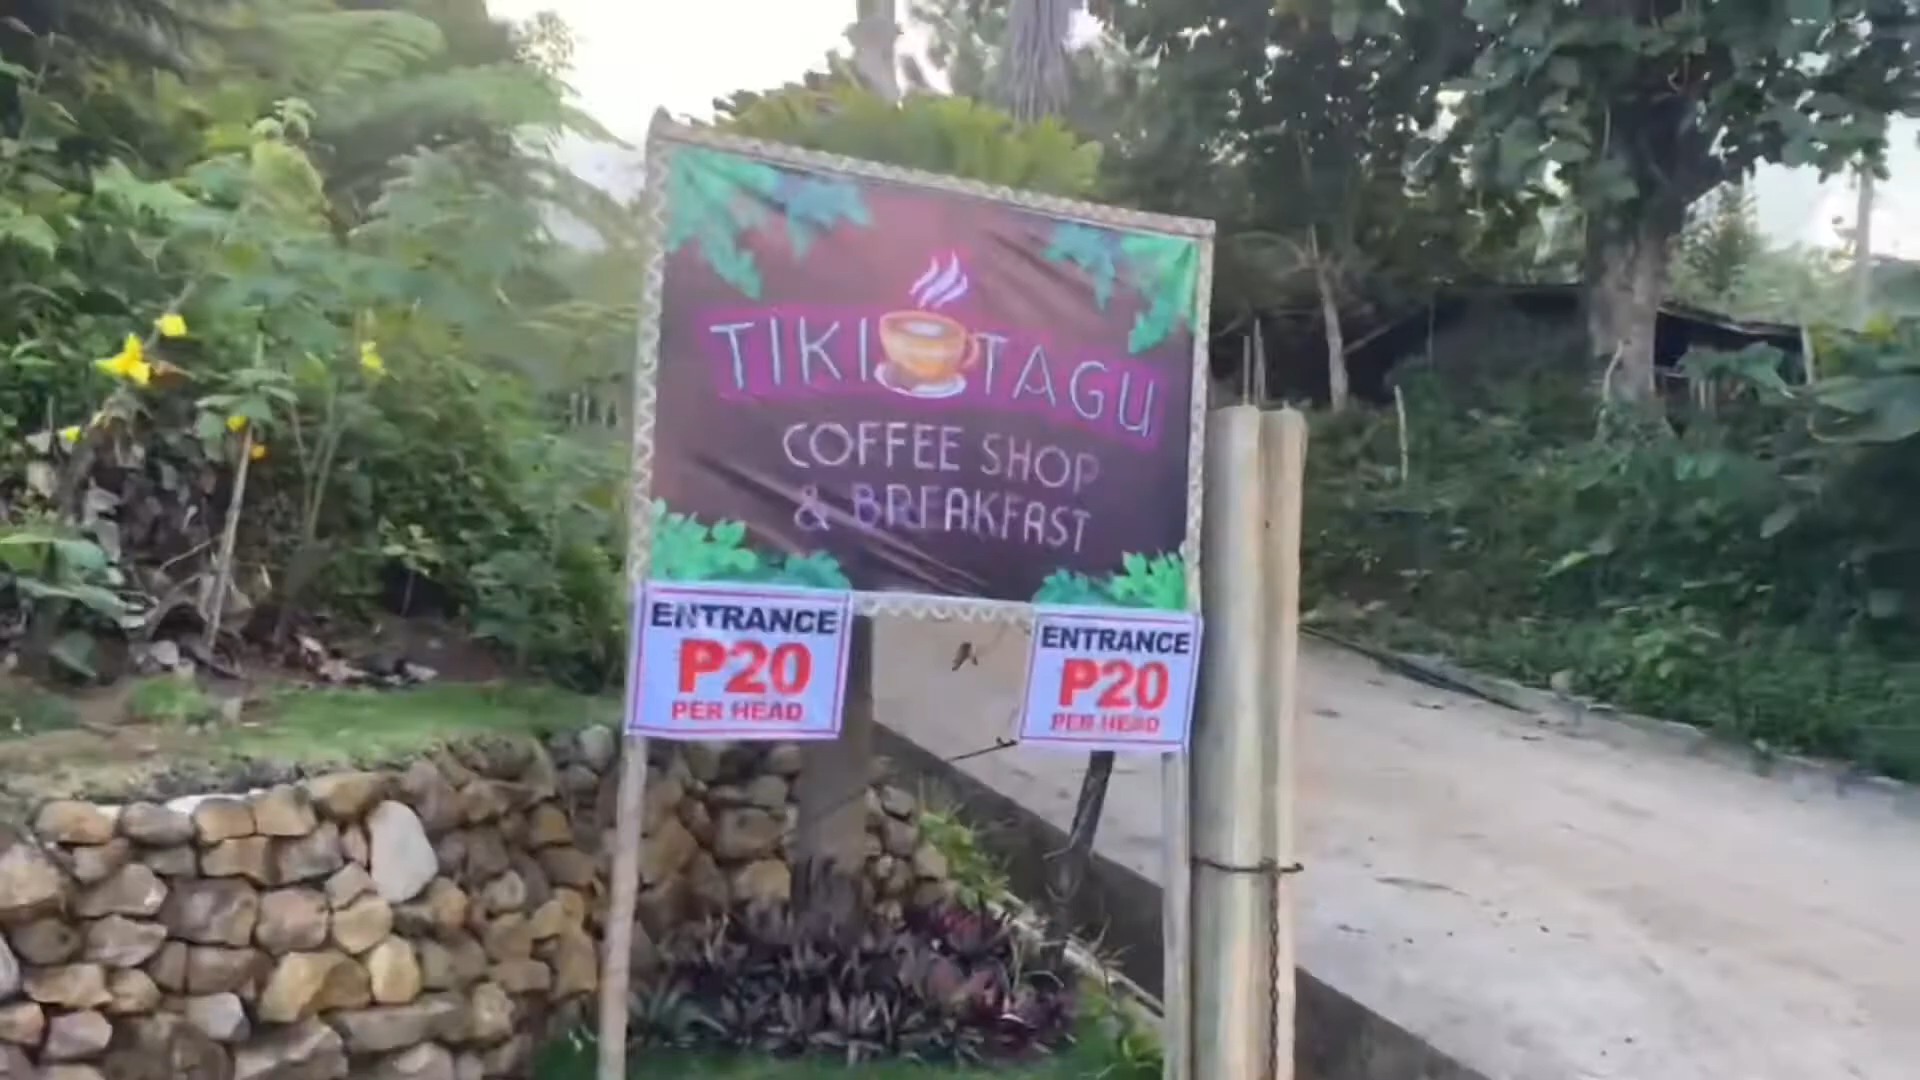 TIKI TAGU
COFFEE SHOP
& BREAKFAST
ENTRANCE
P20
PER HEAD
ENTRANCE
P20
PER HEAD